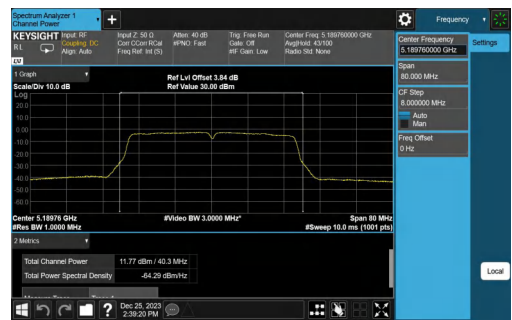 Spectrum Analyzer 1
Channel Power
+
Frequency
KEYSIGHT Input: RF
RL Coupling: DC
Align: Auto
Input Z: 50 Ω
Corr CCorr RCal
Freq Ref: Int (S)
Atten: 40 dB
#PNO: Fast
Trig: Free Run
Gate: Off
#IF Gain: Low
Center Freq: 5.189760000 GHz
Avg|Hold: 43/100
Radio Std: None
LV
Center Frequency
5.189760000 GHz
Settings
Span
80.000 MHz
CF Step
8.000000 MHz
Auto
Man
Freq Offset
0 Hz
Local
1 Graph
Scale/Div 10.0 dB
Ref Lvl Offset 3.84 dB
Ref Value 30.00 dBm
Log
20.0
10.0
0.00
-10.0
-20.0
-30.0
-40.0
-50.0
-60.0
Center 5.18976 GHz
#Res BW 1.0000 MHz
#Video BW 3.0000 MHz*
Span 80 MHz
#Sweep 10.0 ms (1001 pts)
2 Metrics
Total Channel Power 11.77 dBm / 40.3 MHz
Total Power Spectral Density -64.29 dBm/Hz
?
Dec 25, 2023
2:39:20 PM